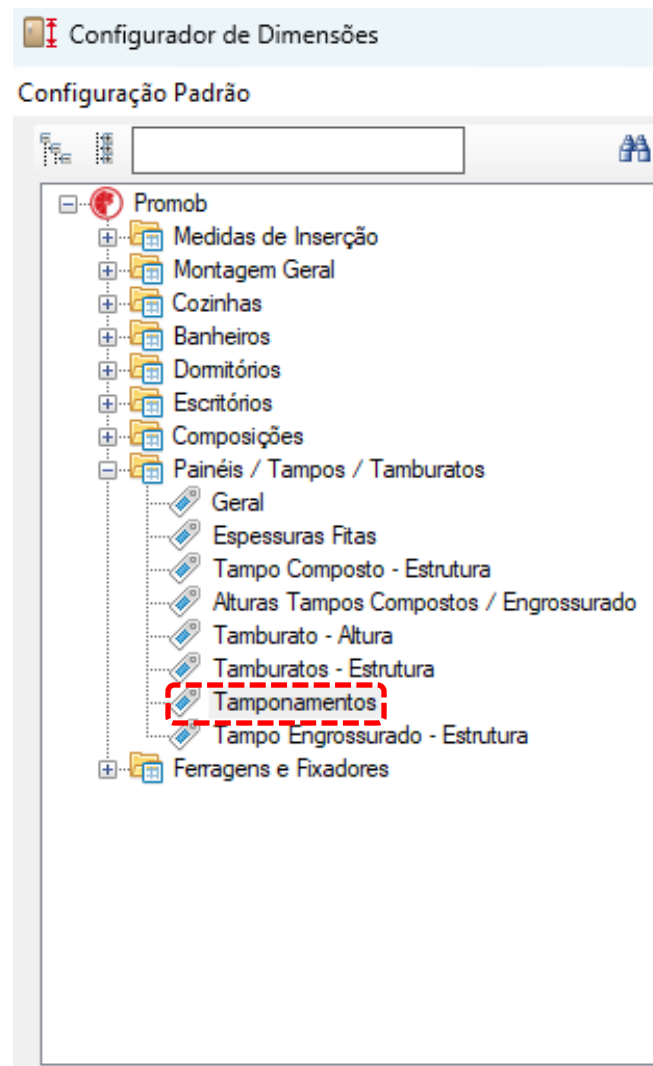 Configurador de Dimensões
Configuração Padrão
Promob
Medidas de Inserção
Montagem Geral
Cozinhas
Banheiros
Dormitórios
Escritórios
Composições
Painéis / Tampos / Tamburatos
Geral
Espessuras Fitas
Tampo Composto - Estrutura
Alturas Tampos Compostos / Engrossurado
Tamburato - Altura
Tamburatos - Estrutura
Tamponamentos
Tampo Engrossurado - Estrutura
Ferragens e Fixadores